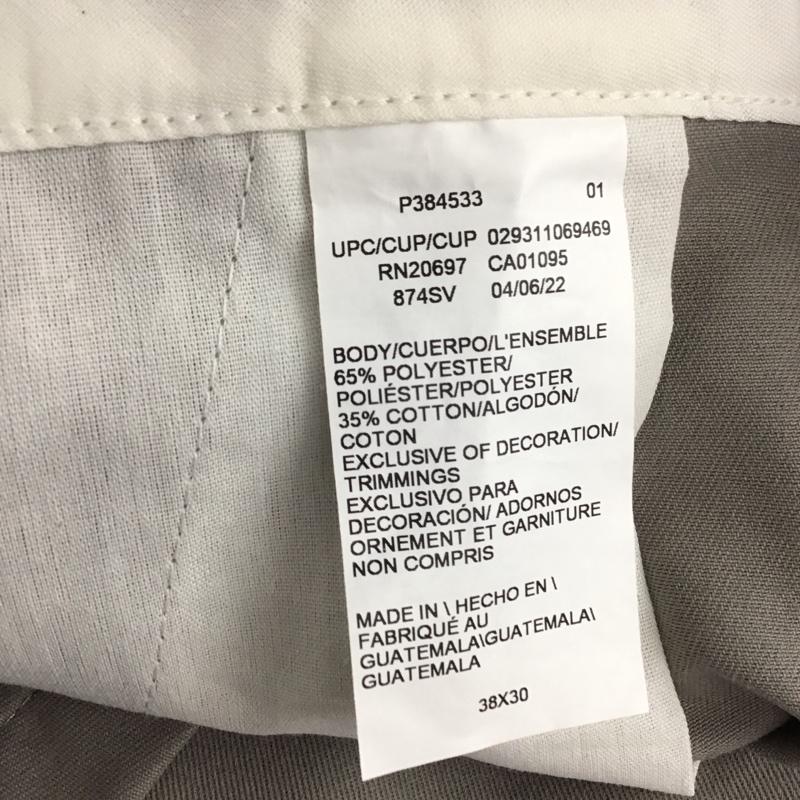 P384533 01
UPC/CUP/CUP 029311069469
RN20697 CA01095
874SV 04/06/22
BODY/CUERPO/L'ENSEMBLE
65% POLYESTER/
POLIÉSTER/POLYESTER
35% COTTON/ALGODÓN/
COTON
EXCLUSIVE OF DECORATION/
TRIMMINGS
EXCLUSIVO PARA
DECORACIÓN/ ADORNOS
ORNEMENT ET GARNITURE
NON COMPRIS
MADE IN \ HECHO EN \
FABRIQUÉ AU
GUATEMALA\GUATEMALA\
GUATEMALA
38X30